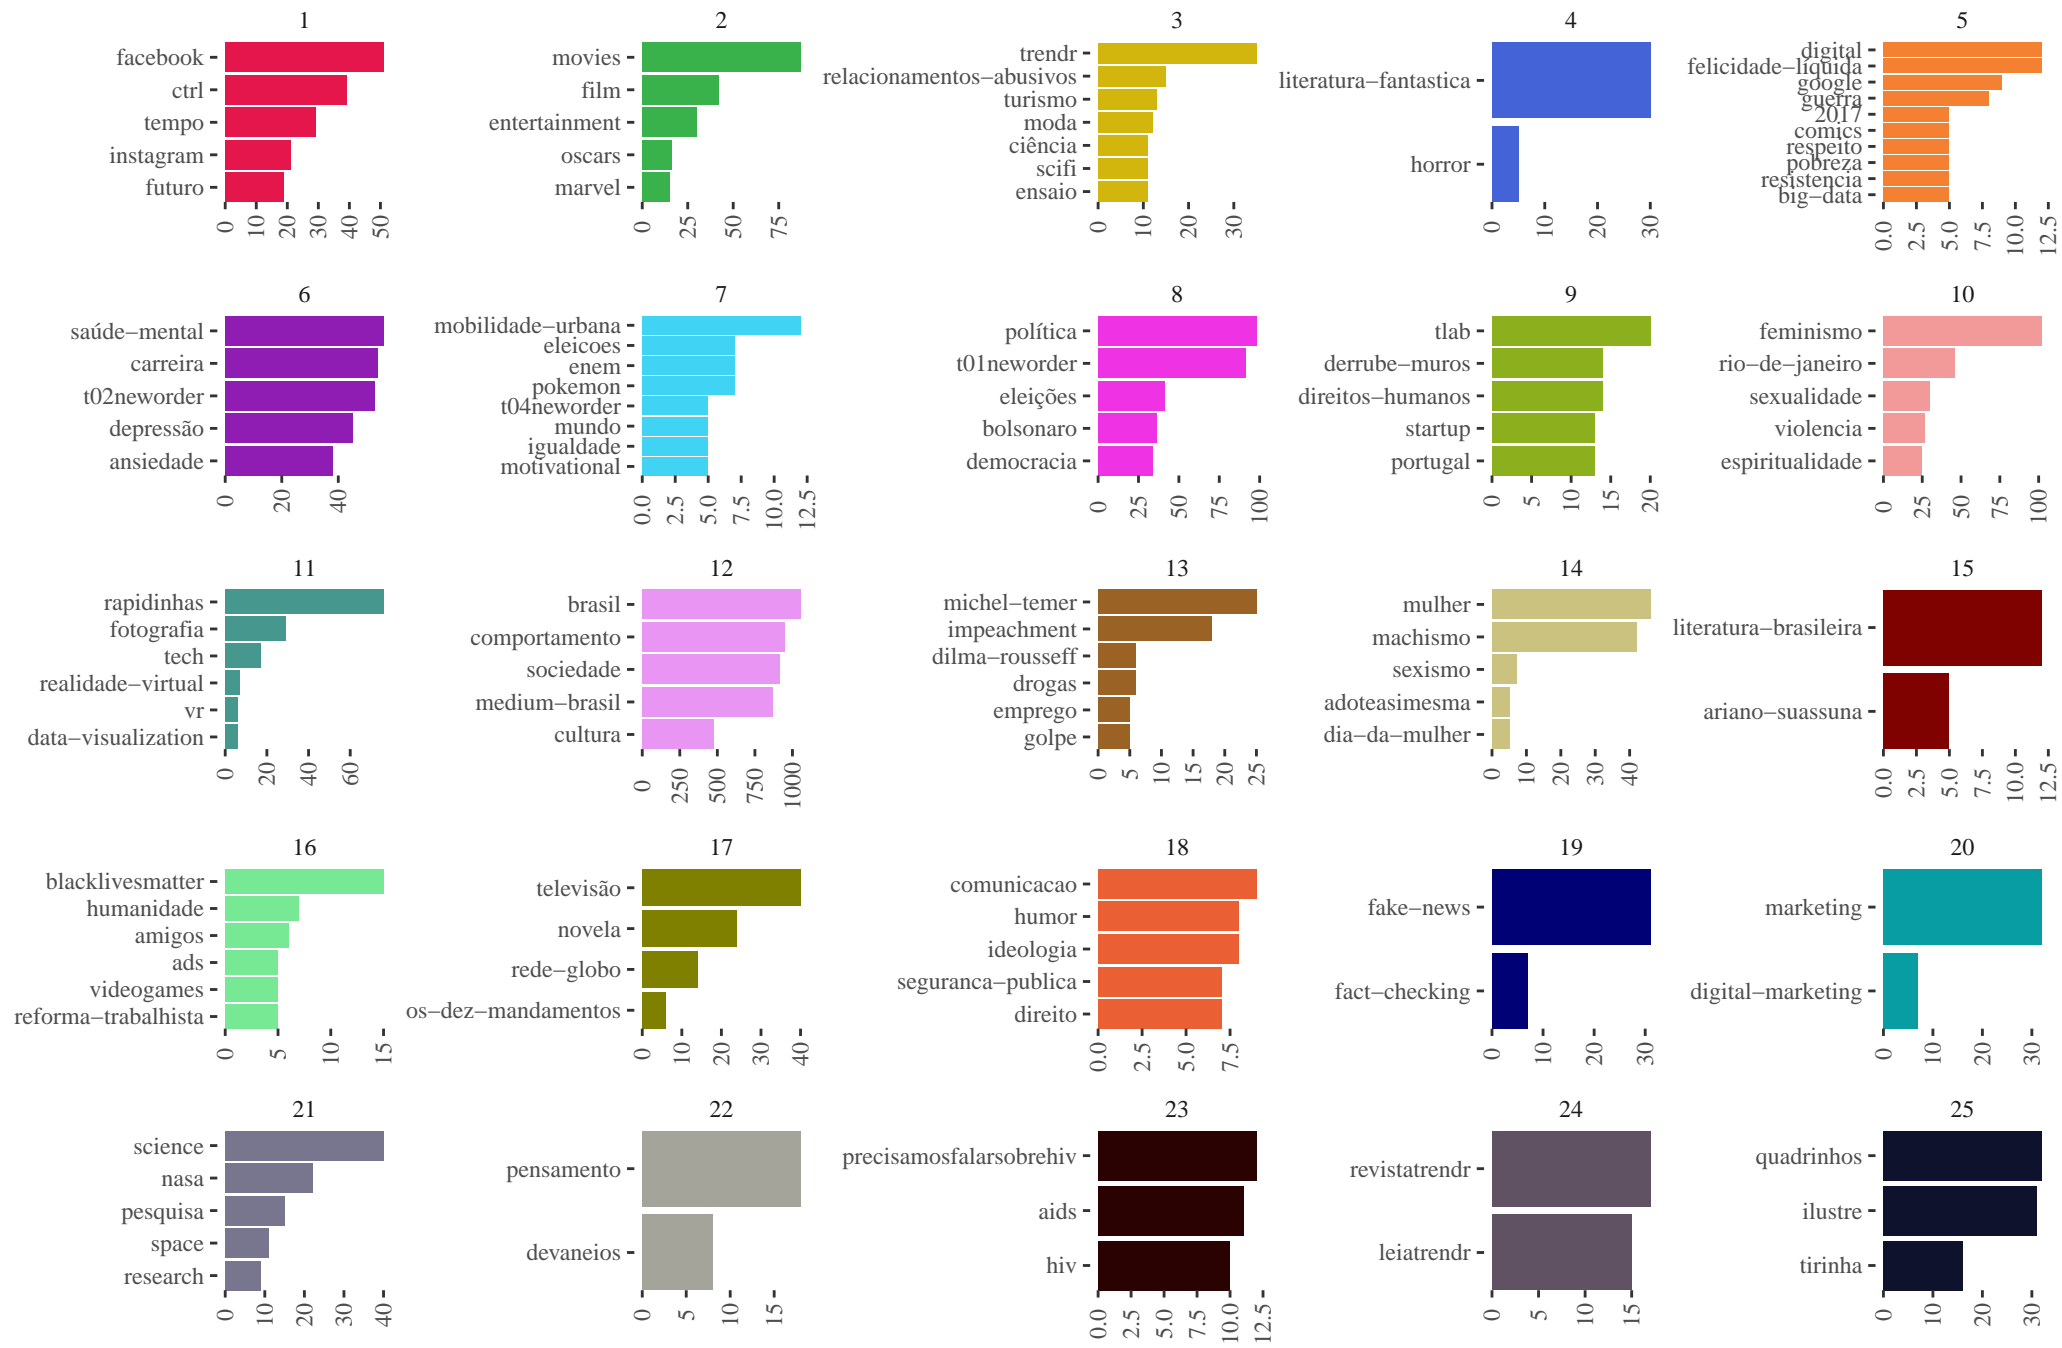 1
facebook
ctrl
tempo
instagram
futuro
0 10 20 30 40 50
2
movies
film
entertainment
oscars
marvel
0 25 50 75
3
trendr
relacionamentos−abusivos
turismo
moda
ciência
scifi
ensaio
0 10 20 30
4
literatura−fantastica
horror
0 10 20 30
5
digital
felicidade−líquida
google
guerra
2017
comics
respeito
pobreza
resistencia
big−data
0.0 2.5 5.0 7.5 10.0 12.5
6
saúde−mental
carreira
t02neworder
depressão
ansiedade
0 20 40
7
mobilidade−urbana
eleicoes
enem
pokemon
t04neworder
mundo
igualdade
motivational
0.0 2.5 5.0 7.5 10.0 12.5
8
política
t01neworder
eleições
bolsonaro
democracia
0 25 50 75 100
9
tlab
derrube−muros
direitos−humanos
startup
portugal
0 5 10 15 20
10
feminismo
rio−de−janeiro
sexualidade
violencia
espiritualidade
0 25 50 75 100
11
rapidinhas
fotografia
tech
realidade−virtual
vr
data−visualization
0 20 40 60
12
brasil
comportamento
sociedade
medium−brasil
cultura
0 250 500 750 1000
13
michel−temer
impeachment
dilma−rousseff
drogas
emprego
golpe
0 5 10 15 20 25
14
mulher
machismo
sexismo
adoteasimesma
dia−da−mulher
0 10 20 30 40
15
literatura−brasileira
ariano−suassuna
0.0 2.5 5.0 7.5 10.0 12.5
16
blacklivesmatter
humanidade
amigos
ads
videogames
reforma−trabalhista
0 5 10 15
17
televisão
novela
rede−globo
os−dez−mandamentos
0 10 20 30 40
18
comunicacao
humor
ideologia
seguranca−publica
direito
0.0 2.5 5.0 7.5
19
fake−news
fact−checking
0 10 20 30
20
marketing
digital−marketing
0 10 20 30
21
science
nasa
pesquisa
space
research
0 10 20 30 40
22
pensamento
devaneios
0 5 10 15
23
precisamosfalarsobrehiv
aids
hiv
0.0 2.5 5.0 7.5 10.0 12.5
24
revistatrendr
leiatrendr
0 5 10 15
25
quadrinhos
ilustre
tirinha
0 10 20 30